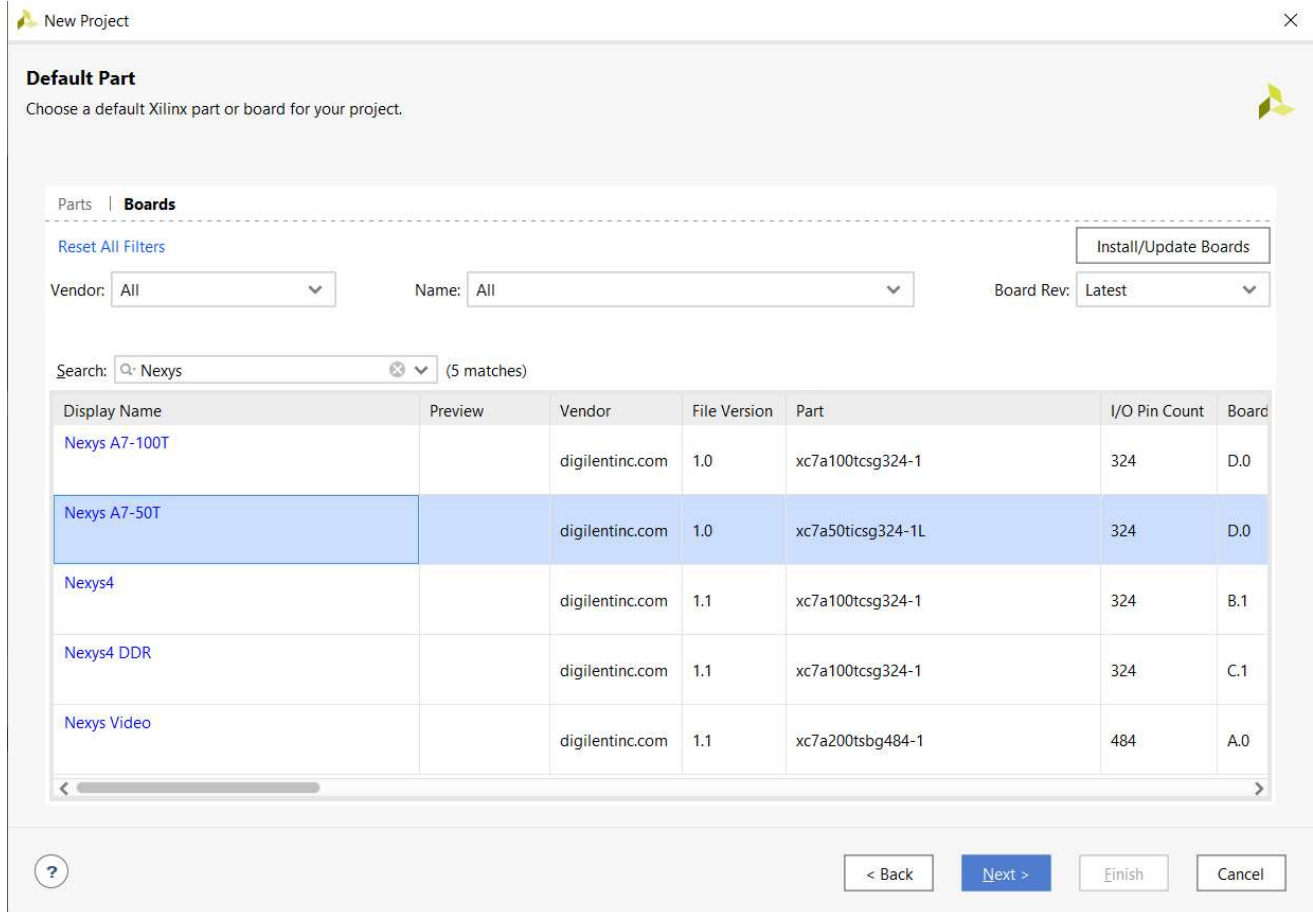 New Project
Default Part
Choose a default Xilinx part or board for your project.
Parts | Boards
Reset All Filters Install/Update Boards
Vendor: All Name: All Board Rev: Latest
Search: Nexys (5 matches)
Display Name Preview Vendor File Version Part I/O Pin Count Board
Nexys A7-100T digilentinc.com 1.0 xc7a100tcsg324-1 324 D.0
Nexys A7-50T digilentinc.com 1.0 xc7a50ticsg324-1L 324 D.0
Nexys4 digilentinc.com 1.1 xc7a100tcsg324-1 324 B.1
Nexys4 DDR digilentinc.com 1.1 xc7a100tcsg324-1 324 C.1
Nexys Video digilentinc.com 1.1 xc7a200tsbg484-1 484 A.0
? < Back Next > Finish Cancel